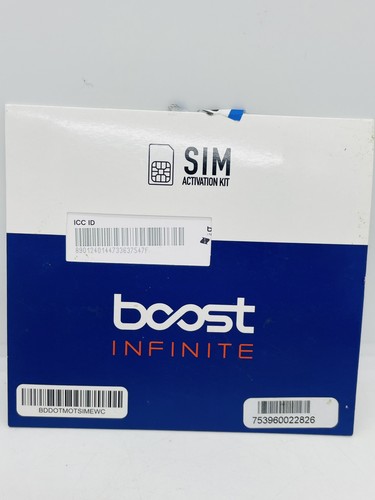 SIM
ACTIVATION KIT
ICC ID
boost
INFINITE
BDDOTMOTSIMEWC
753960022826